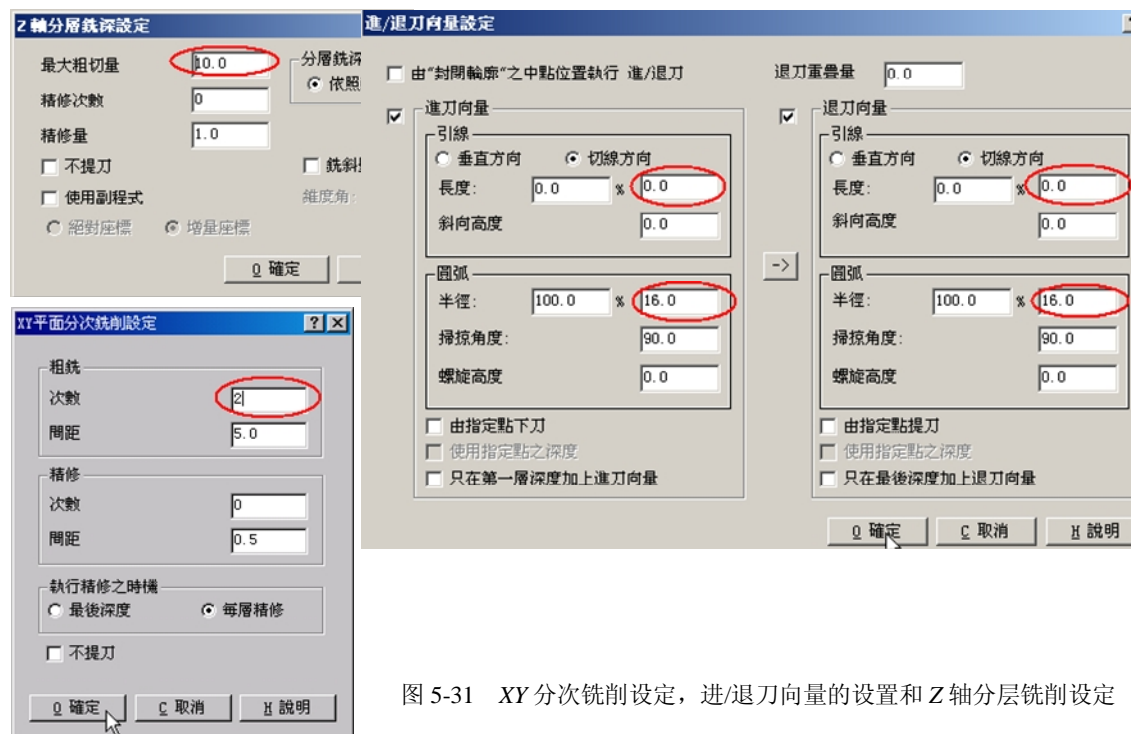 Z 軸分層銑深設定
最大粗切量 10.0
精修次數 0
精修量 1.0
不提刀
使用副程式
絕對座標 增量座標
分層銑深
依照
銑斜
錐度角:
O 確定
進/退刀向量設定
由"封閉輪廓"之中點位置執行 進/退刀
退刀重疊量 0.0
進刀向量
引線
垂直方向 切線方向
長度: 0.0 % 0.0
斜向高度 0.0
圓弧
半徑: 100.0 % 16.0
掃掠角度: 90.0
螺旋高度 0.0
由指定點下刀
使用指定點之深度
只在第一層深度加上進刀向量
->
退刀向量
引線
垂直方向 切線方向
長度: 0.0 % 0.0
斜向高度 0.0
圓弧
半徑: 100.0 % 16.0
掃掠角度: 90.0
螺旋高度 0.0
由指定點提刀
使用指定點之深度
只在最後深度加上退刀向量
O 確定 C 取消 H 說明
XY平面分次銑削設定 ? ×
粗銑
次數 2
間距 5.0
精修
次數 0
間距 0.5
執行精修之時機
最後深度 每層精修
不提刀
O 確定 C 取消 H 說明
图 5-31 XY 分次铣削设定，进/退刀向量的设置和 Z 轴分层铣削设定